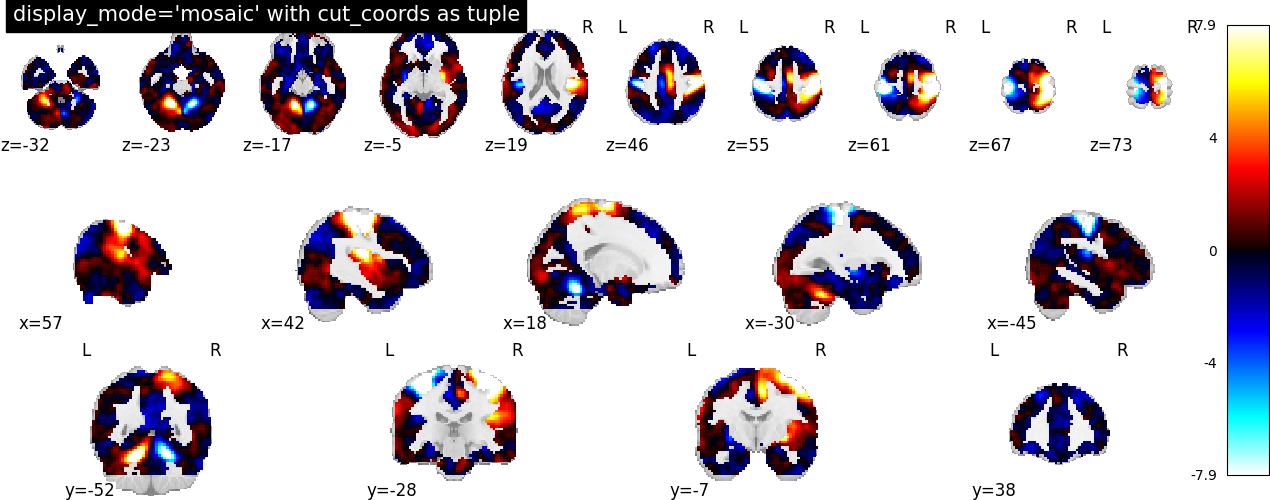 display_mode='mosaic' with cut_coords as tuple
R L R L R L R L R L R
7.9
z=-32 z=-23 z=-17 z=-5 z=19 z=46 z=55 z=61 z=67 z=73
4
0
x=57 x=42 x=18 x=-30 x=-45
L R L R L R L R
-4
-7.9
y=-52 y=-28 y=-7 y=38